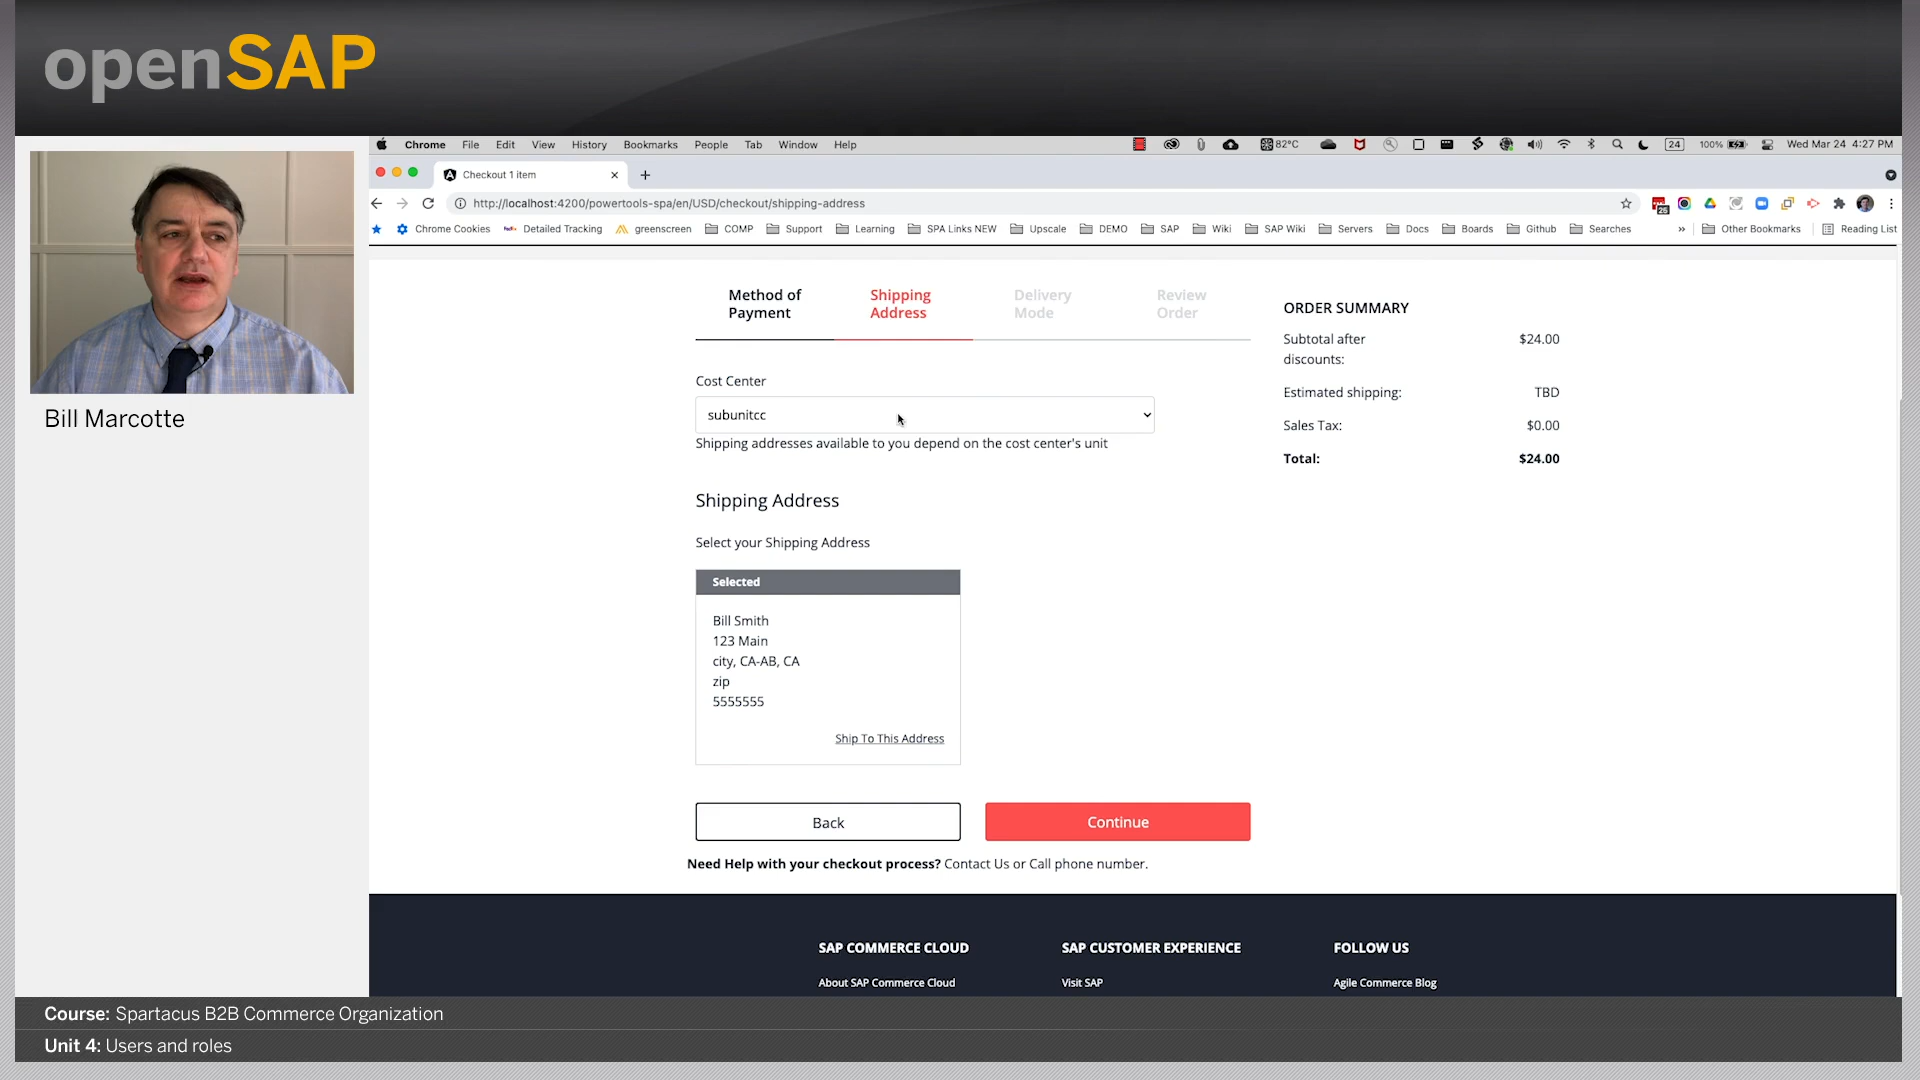 openSAP
Bill Marcotte
Chrome File Edit View History Bookmarks People Tab Window Help 82°C 24 100% Wed Mar 24 4:27 PM
Checkout 1 item
http://localhost:4200/powertools-spa/en/USD/checkout/shipping-address
Chrome Cookies Detailed Tracking greenscreen COMP Support Learning SPA Links NEW Upscale DEMO SAP Wiki SAP Wiki Servers Docs Boards Github Searches » Other Bookmarks Reading List
Method of
Payment
Shipping
Address
Delivery
Mode
Review
Order
Cost Center
subunitcc
Shipping addresses available to you depend on the cost center's unit
Shipping Address
Select your Shipping Address
Selected
Bill Smith
123 Main
city, CA-AB, CA
zip
5555555
Ship To This Address
Back
Continue
Need Help with your checkout process? Contact Us or Call phone number.
ORDER SUMMARY
Subtotal after
discounts:
$24.00
Estimated shipping: TBD
Sales Tax: $0.00
Total: $24.00
SAP COMMERCE CLOUD
About SAP Commerce Cloud
SAP CUSTOMER EXPERIENCE
Visit SAP
FOLLOW US
Agile Commerce Blog
Course: Spartacus B2B Commerce Organization
Unit 4: Users and roles